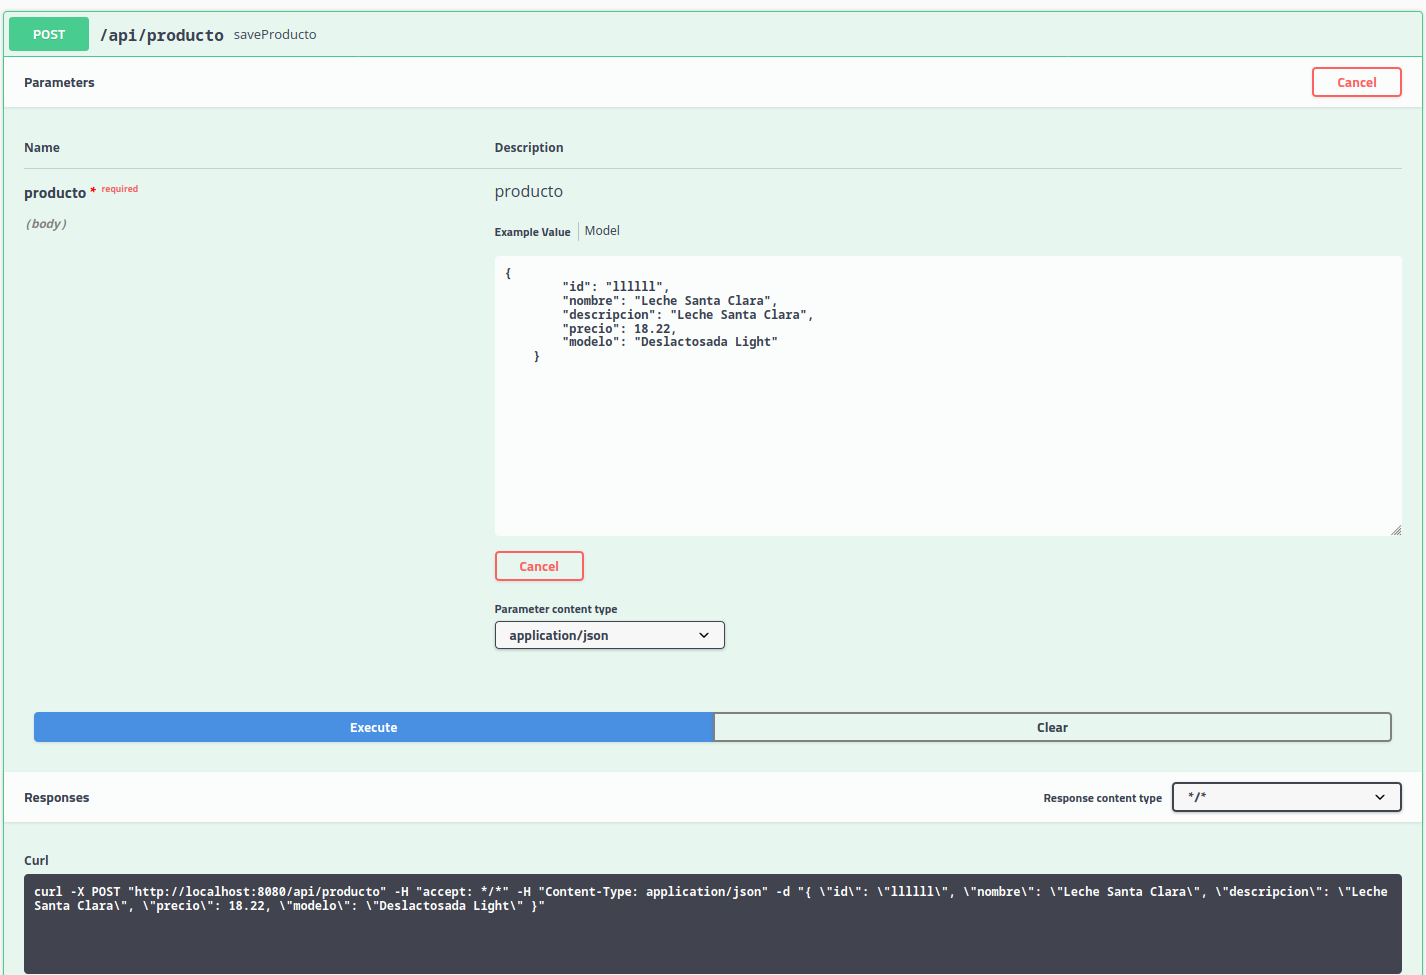 POST /api/producto saveProducto
Parameters Cancel
Name Description
producto * required producto
(body)
Example Value Model
{
"id": "llllll",
"nombre": "Leche Santa Clara",
"descripcion": "Leche Santa Clara",
"precio": 18.22,
"modelo": "Deslactosada Light"
}
Cancel
Parameter content type
application/json
Execute Clear
Responses Response content type */*
Curl
curl -X POST "http://localhost:8080/api/producto" -H "accept: */*" -H "Content-Type: application/json" -d "{ \"id\": \"llllll\", \"nombre\": \"Leche Santa Clara\", \"descripcion\": \"Leche
Santa Clara\", \"precio\": 18.22, \"modelo\": \"Deslactosada Light\" }"